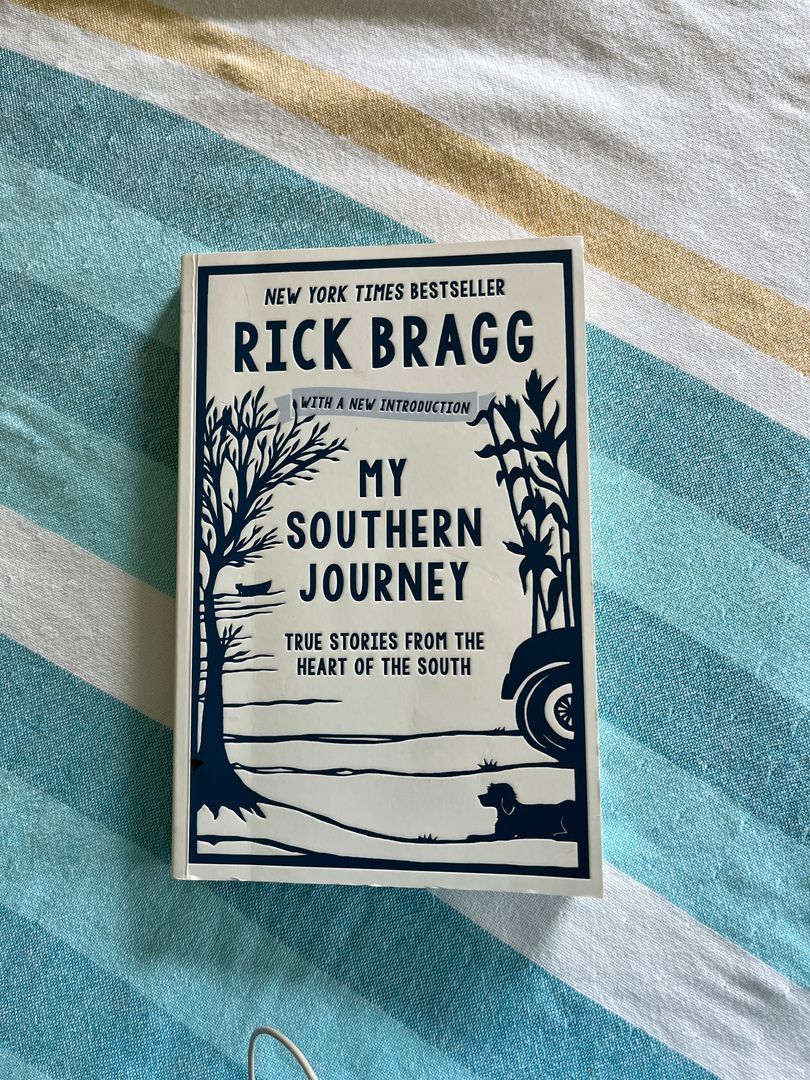 NEW YORK TIMES BESTSELLER
RICK BRAGG
WITH A NEW INTRODUCTION
MY
SOUTHERN
JOURNEY
TRUE STORIES FROM THE
HEART OF THE SOUTH